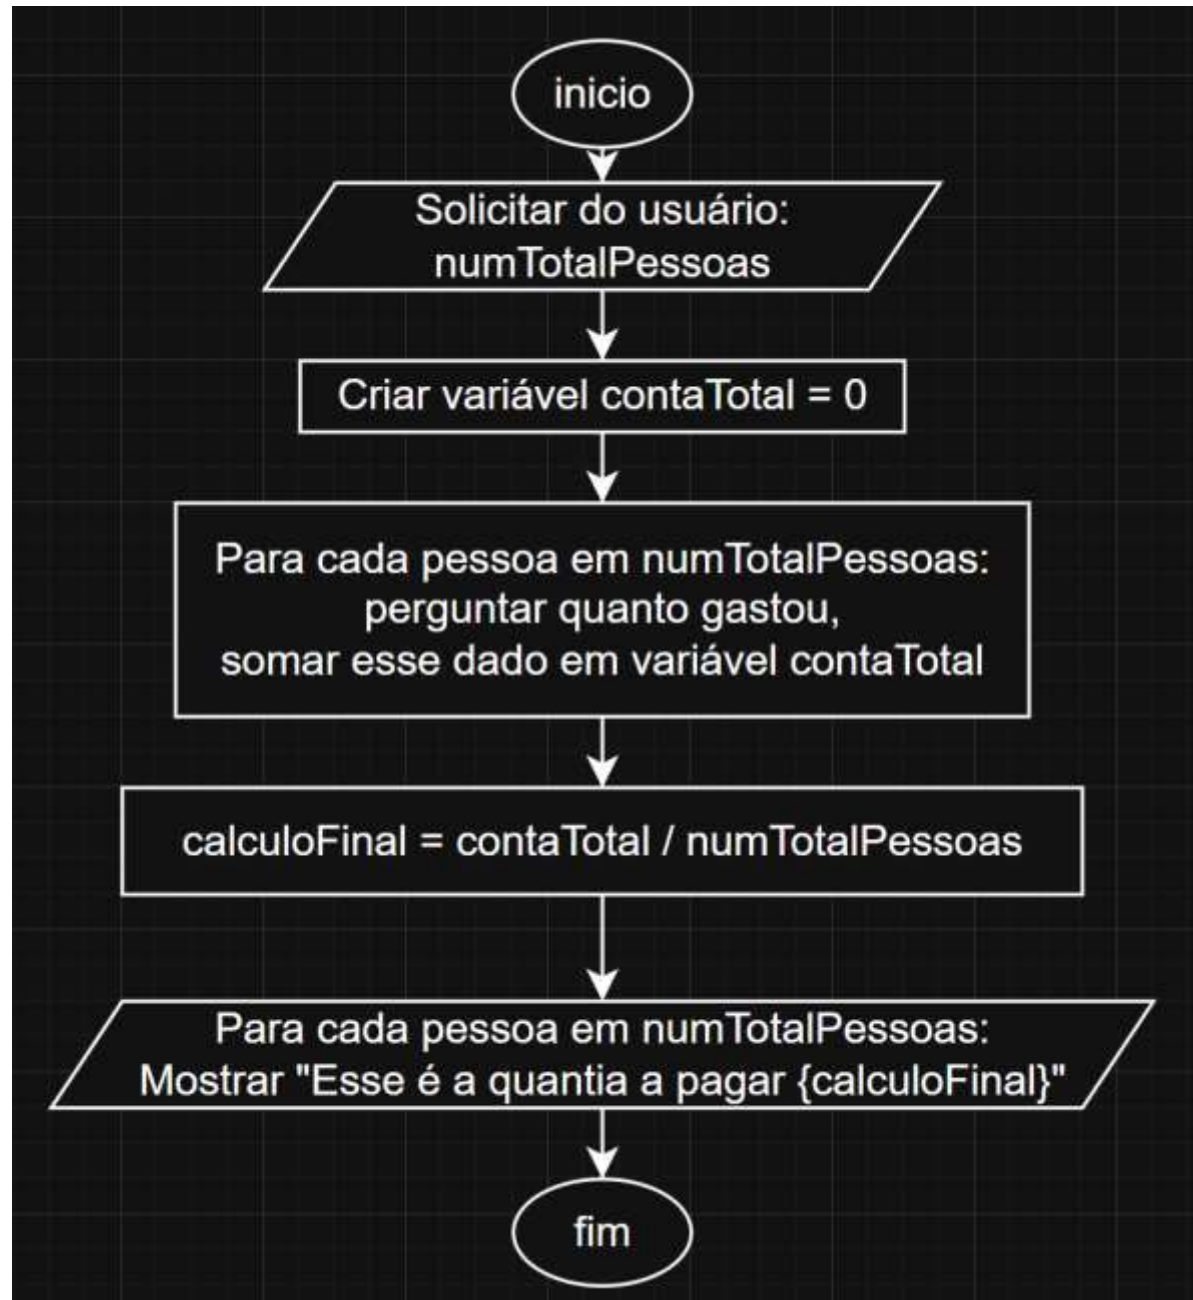 inicio
Solicitar do usuário:
numTotalPessoas
Criar variável contaTotal = 0
Para cada pessoa em numTotalPessoas:
perguntar quanto gastou,
somar esse dado em variável contaTotal
calculoFinal = contaTotal / numTotalPessoas
Para cada pessoa em numTotalPessoas:
Mostrar "Esse é a quantia a pagar {calculoFinal}"
fim